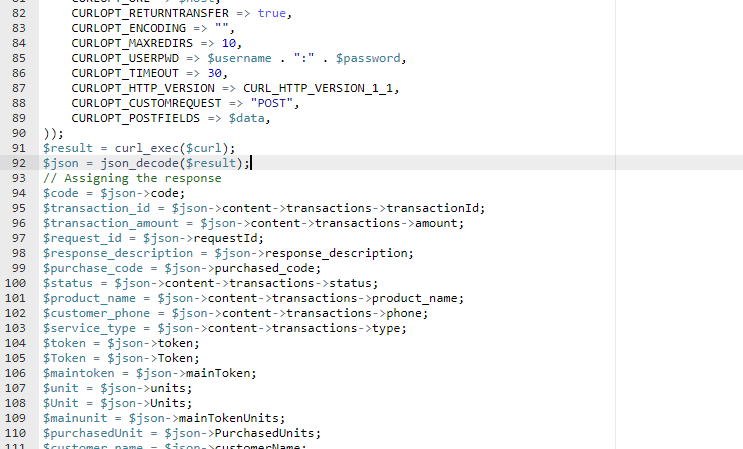 82 CURLOPT_RETURNTRANSFER => true,
83 CURLOPT_ENCODING => "",
84 CURLOPT_MAXREDIRS => 10,
85 CURLOPT_USERPWD => $username . ":" . $password,
86 CURLOPT_TIMEOUT => 30,
87 CURLOPT_HTTP_VERSION => CURL_HTTP_VERSION_1_1,
88 CURLOPT_CUSTOMREQUEST => "POST",
89 CURLOPT_POSTFIELDS => $data,
90 ));
91 $result = curl_exec($curl);
92 $json = json_decode($result);
93 // Assigning the response
94 $code = $json->code;
95 $transaction_id = $json->content->transactions->transactionId;
96 $transaction_amount = $json->content->transactions->amount;
97 $request_id = $json->requestId;
98 $response_description = $json->response_description;
99 $purchase_code = $json->purchased_code;
100 $status = $json->content->transactions->status;
101 $product_name = $json->content->transactions->product_name;
102 $customer_phone = $json->content->transactions->phone;
103 $service_type = $json->content->transactions->type;
104 $token = $json->token;
105 $Token = $json->Token;
106 $maintoken = $json->mainToken;
107 $unit = $json->units;
108 $Unit = $json->Units;
109 $mainunit = $json->mainTokenUnits;
110 $purchasedUnit = $json->PurchasedUnits;
111 $customer_name = $json->customerName;